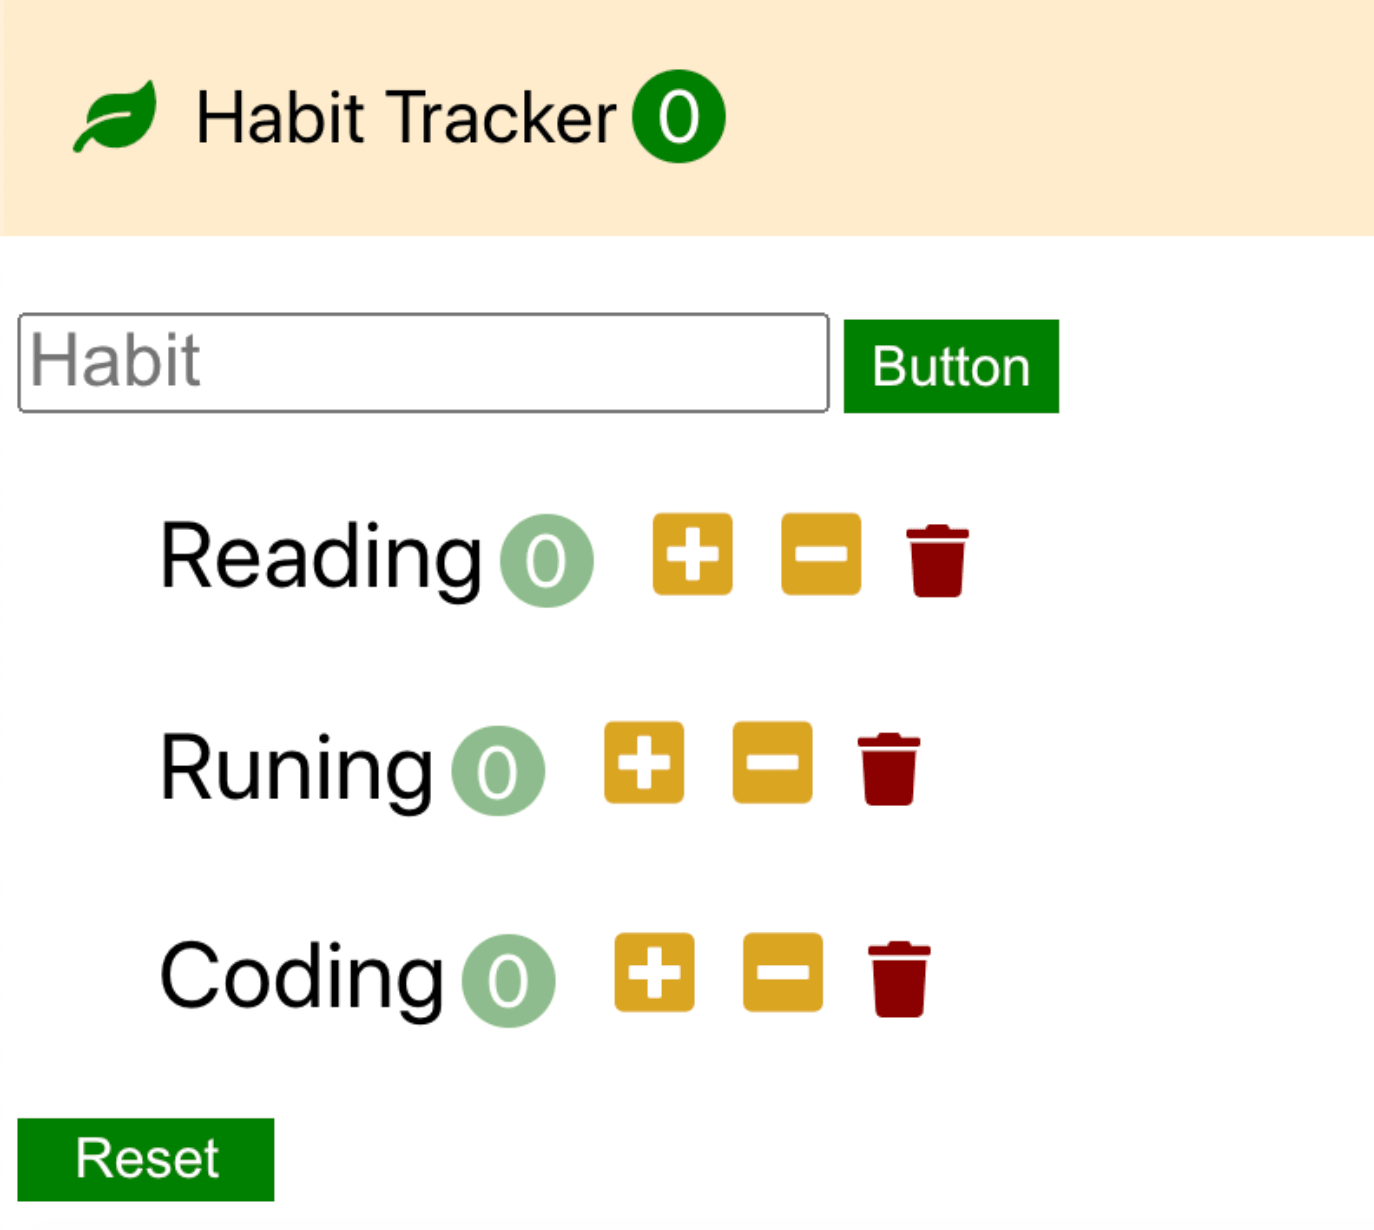 Habit Tracker 0
Habit Button
Reading 0
Runing 0
Coding 0
Reset